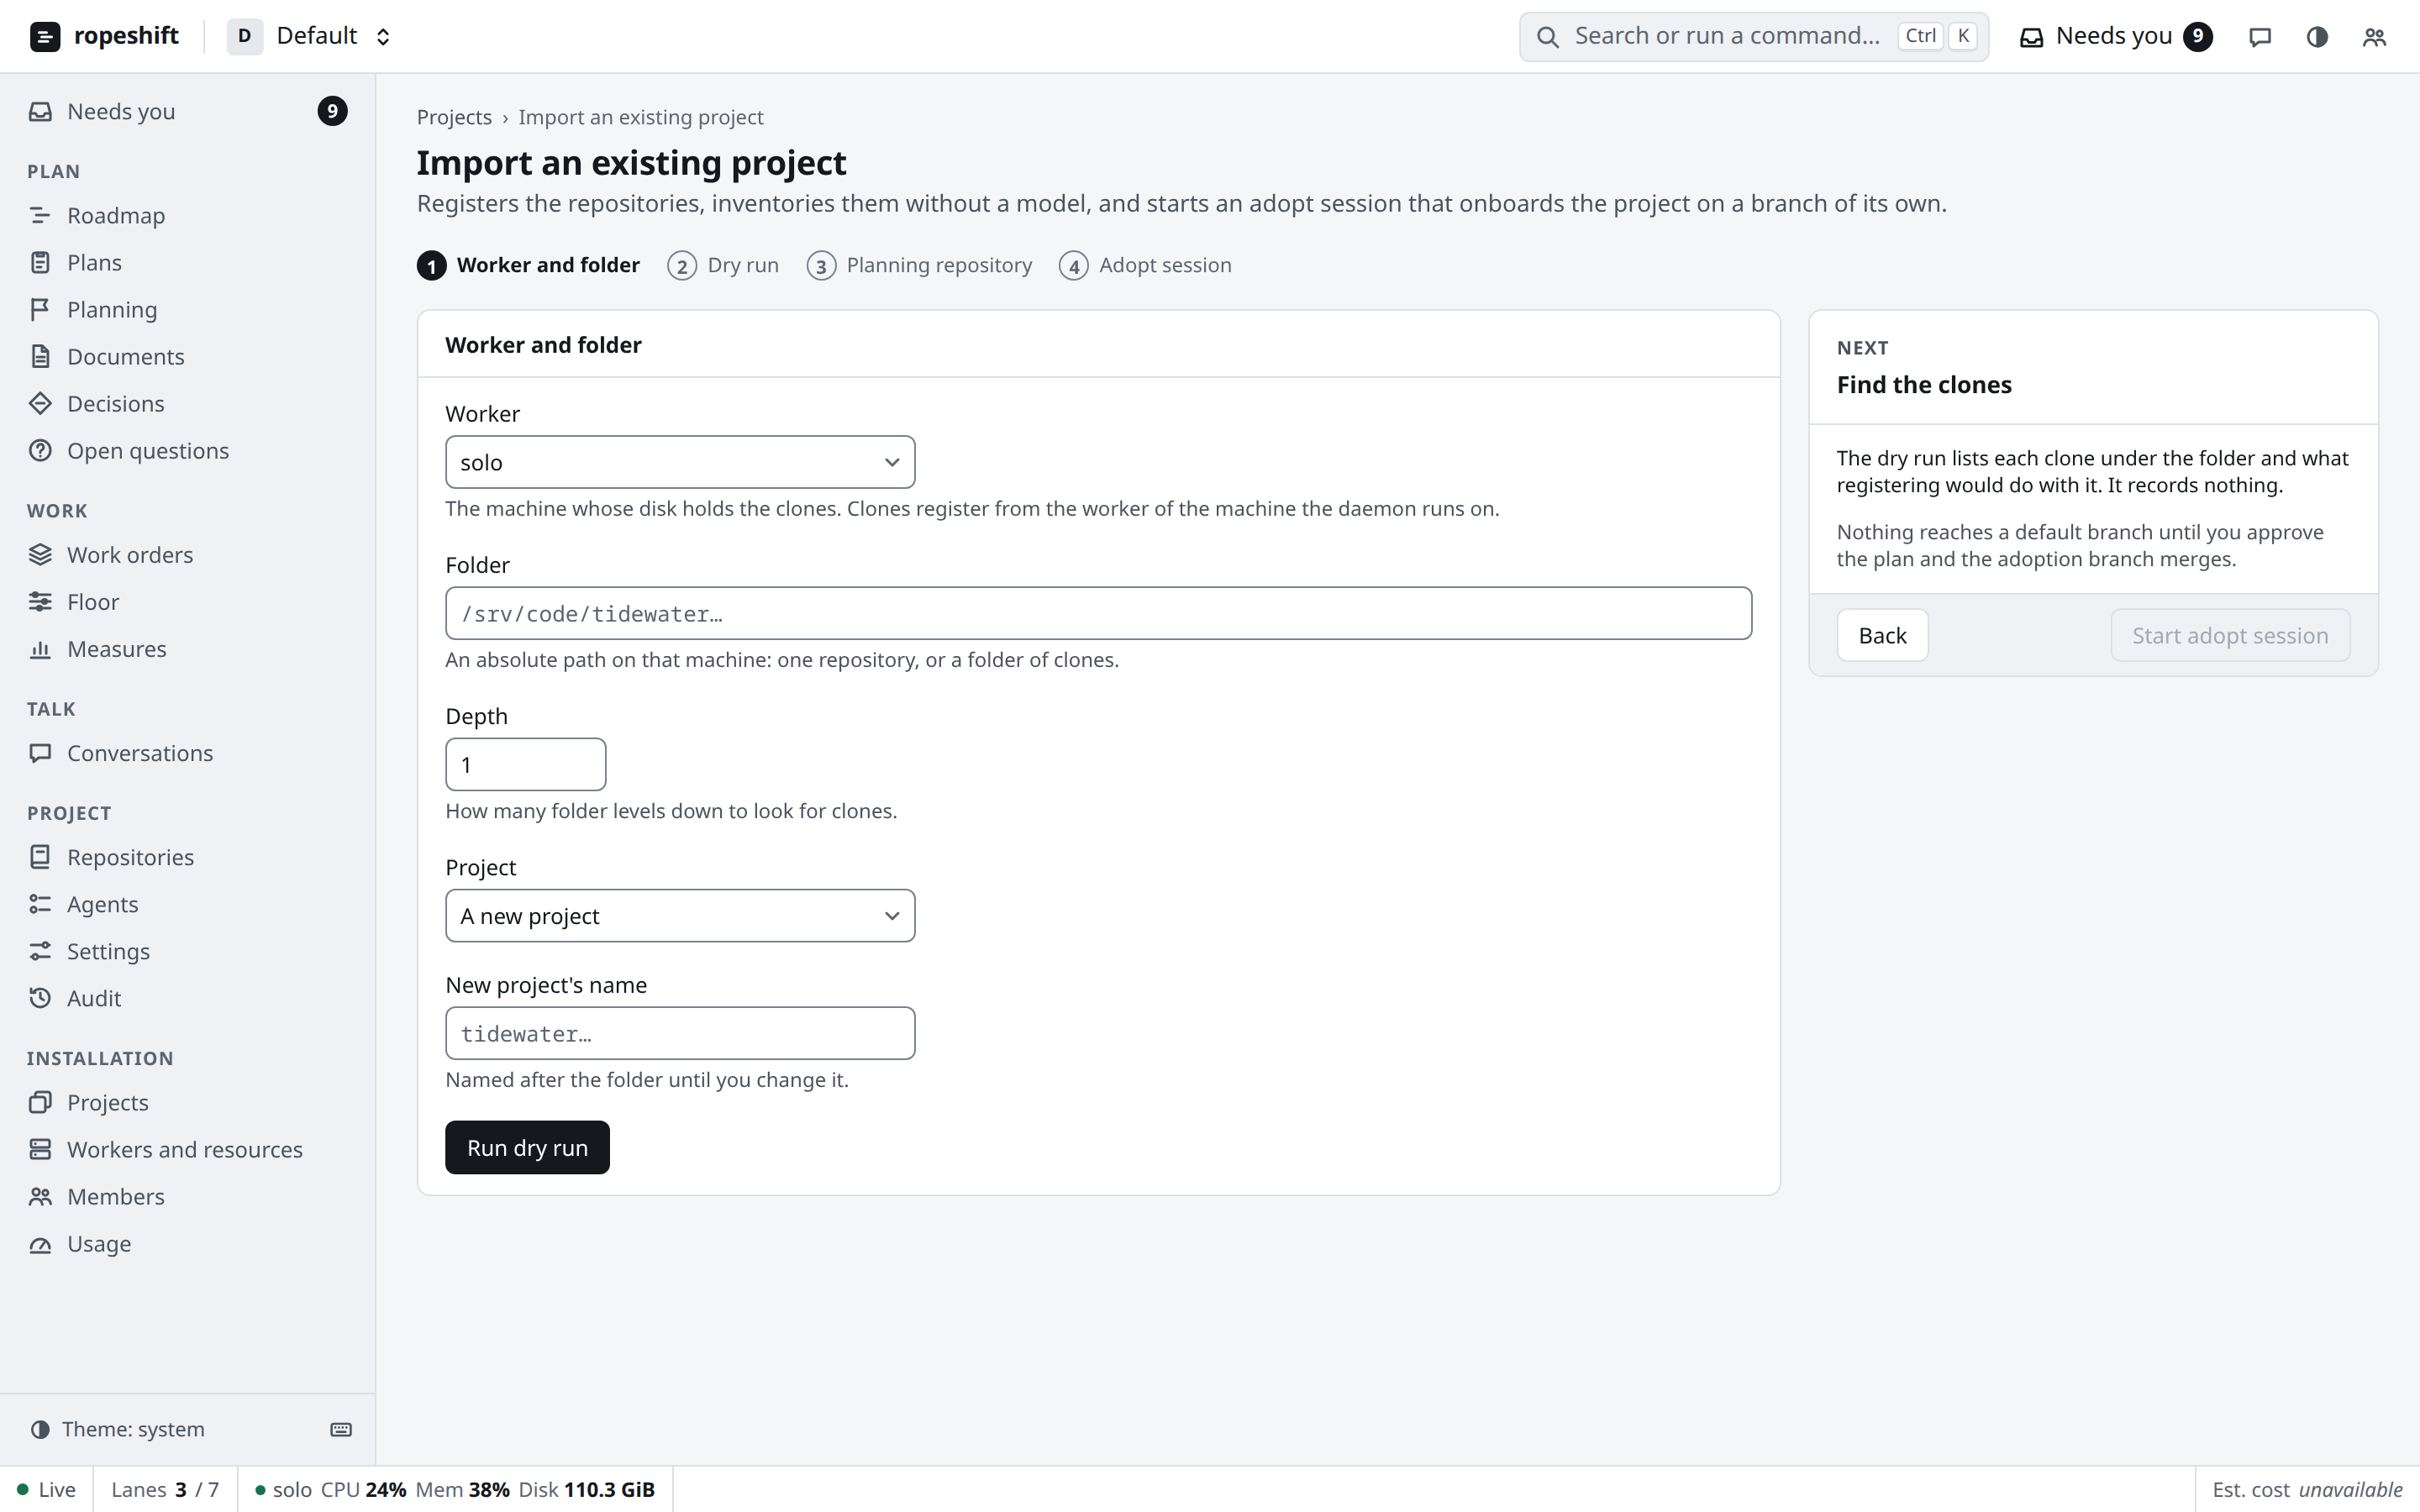 ropeshift
D Default
Search or run a command... Ctrl K
Needs you 9
Needs you 9
PLAN
Roadmap
Plans
Planning
Documents
Decisions
Open questions
WORK
Work orders
Floor
Measures
TALK
Conversations
PROJECT
Repositories
Agents
Settings
Audit
INSTALLATION
Projects
Workers and resources
Members
Usage
Theme: system
Projects › Import an existing project
Import an existing project
Registers the repositories, inventories them without a model, and starts an adopt session that onboards the project on a branch of its own.
1 Worker and folder 2 Dry run 3 Planning repository 4 Adopt session
Worker and folder
Worker
solo
The machine whose disk holds the clones. Clones register from the worker of the machine the daemon runs on.
Folder
/srv/code/tidewater…
An absolute path on that machine: one repository, or a folder of clones.
Depth
1
How many folder levels down to look for clones.
Project
A new project
New project's name
tidewater…
Named after the folder until you change it.
Run dry run
NEXT
Find the clones
The dry run lists each clone under the folder and what
registering would do with it. It records nothing.
Nothing reaches a default branch until you approve
the plan and the adoption branch merges.
Back
Start adopt session
Live
Lanes 3 / 7
solo CPU 24% Mem 38% Disk 110.3 GiB
Est. cost unavailable